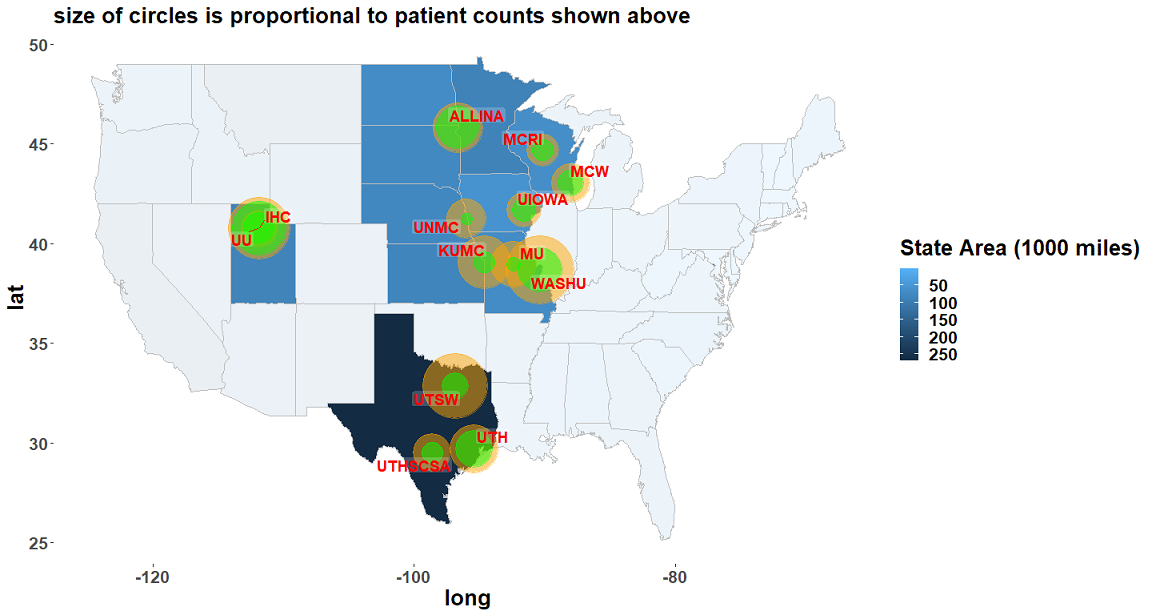 size of circles is proportional to patient counts shown above
50
45
40
35
30
25
lat
-120
-100
-80
long
ALLINA
MCRI
MCW
UIOWA
IHC
UNMC
UU
KUMC
MU
WASHU
UTSW
UTH
UTHSCSA
State Area (1000 miles)
50
100
150
200
250